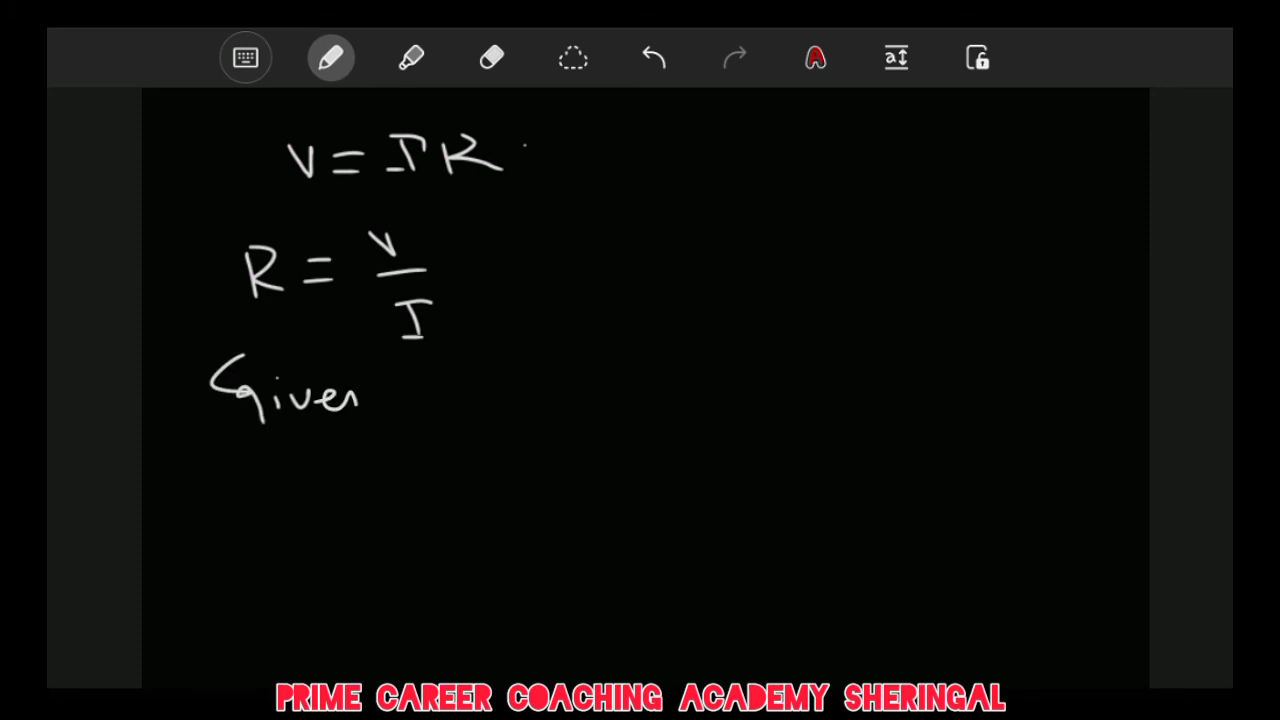 V = IR
R = V
I
Given
PRIME CAREER COACHING ACADEMY SHERINGAL